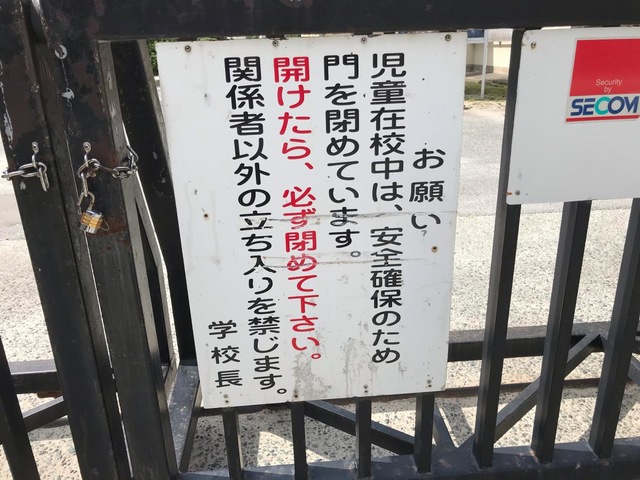 お願い
児童在校中は、安全確保のため
門を閉めています。
開けたら、必ず閉めて下さい。
関係者以外の立ち入りを禁じます。
学校長
Security
by
SECOM